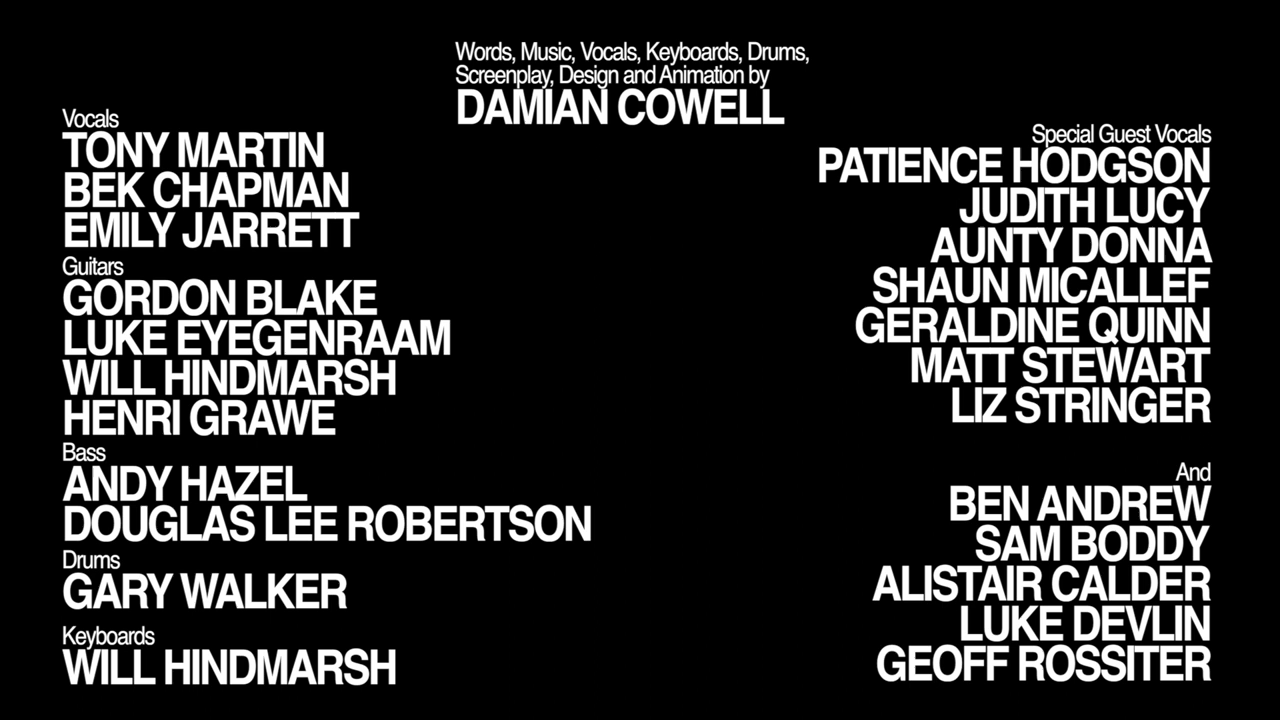 Words, Music, Vocals, Keyboards, Drums,
Screenplay, Design and Animation by
DAMIAN COWELL
Vocals
TONY MARTIN
BEK CHAPMAN
EMILY JARRETT
Guitars
GORDON BLAKE
LUKE EYEGENRAAM
WILL HINDMARSH
HENRI GRAWE
Bass
ANDY HAZEL
DOUGLAS LEE ROBERTSON
Drums
GARY WALKER
Keyboards
WILL HINDMARSH
Special Guest Vocals
PATIENCE HODGSON
JUDITH LUCY
AUNTY DONNA
SHAUN MICALLEF
GERALDINE QUINN
MATT STEWART
LIZ STRINGER
And
BEN ANDREW
SAM BODDY
ALISTAIR CALDER
LUKE DEVLIN
GEOFF ROSSITER